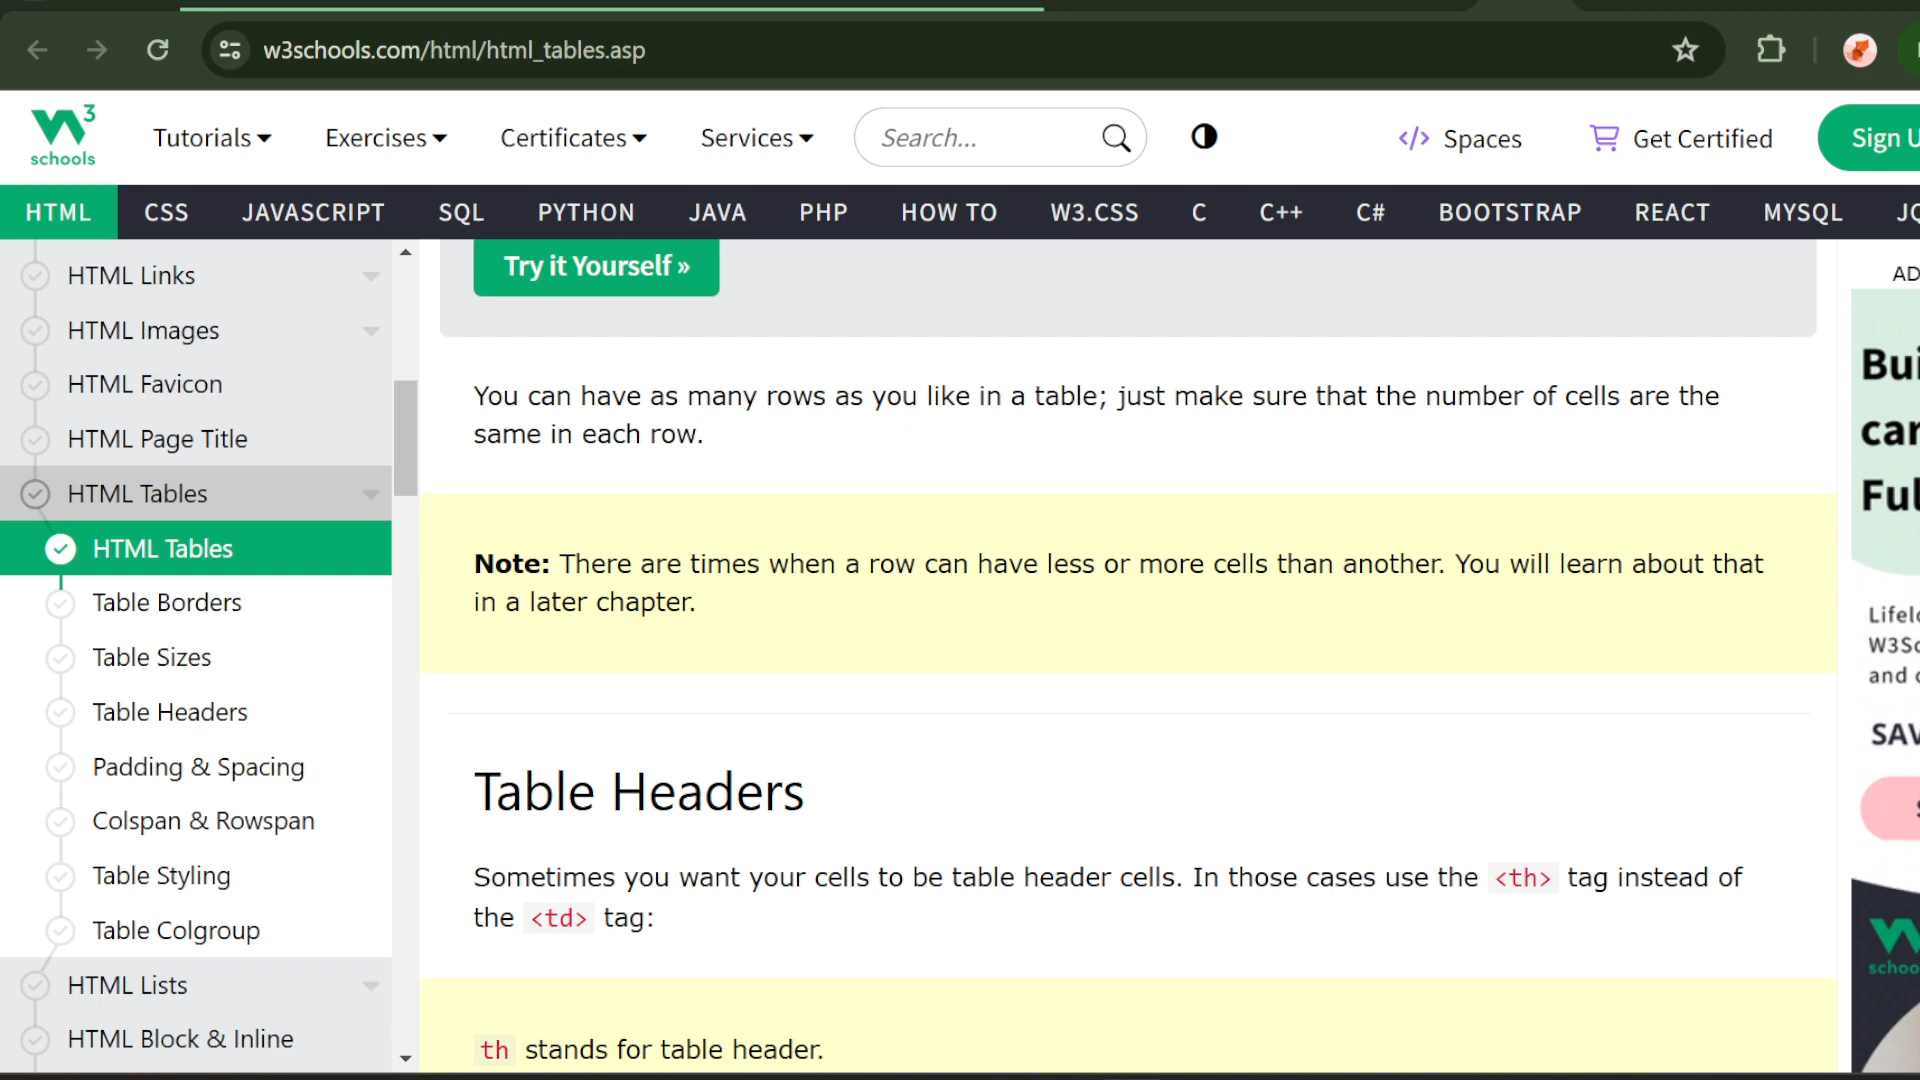 w3schools.com/html/html_tables.asp
3
schools
Tutorials
Exercises
Certificates
Services
Search...
Spaces
Get Certified
Sign
HTML
CSS
JAVASCRIPT
SQL
PYTHON
JAVA
PHP
HOW TO
W3.CSS
C
C++
C#
BOOTSTRAP
REACT
MYSQL
HTML Links
HTML Images
HTML Favicon
HTML Page Title
HTML Tables
HTML Tables
Table Borders
Table Sizes
Table Headers
Padding & Spacing
Colspan & Rowspan
Table Styling
Table Colgroup
HTML Lists
HTML Block & Inline
Try it Yourself »
You can have as many rows as you like in a table; just make sure that the number of cells are the
same in each row.
Note: There are times when a row can have less or more cells than another. You will learn about that
in a later chapter.
Table Headers
Sometimes you want your cells to be table header cells. In those cases use the <th> tag instead of
the <td> tag:
th stands for table header.
AD
and